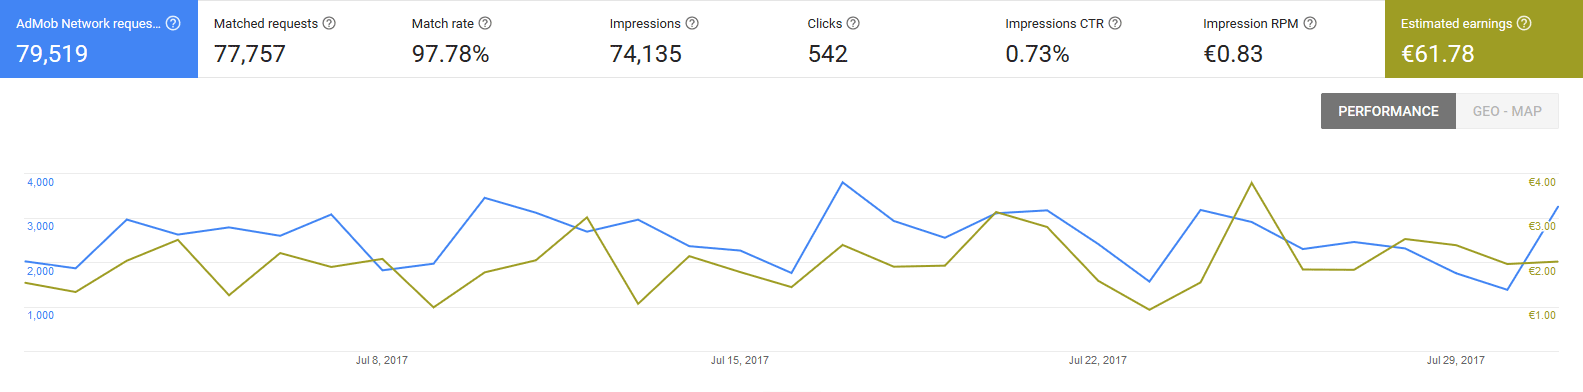 AdMob Network reques... Matched requests Match rate Impressions Clicks Impressions CTR Impression RPM Estimated earnings
79,519 77,757 97.78% 74,135 542 0.73% €0.83 €61.78
PERFORMANCE GEO - MAP
4,000 €4.00
3,000 €3.00
2,000 €2.00
1,000 €1.00
Jul 8, 2017 Jul 15, 2017 Jul 22, 2017 Jul 29, 2017